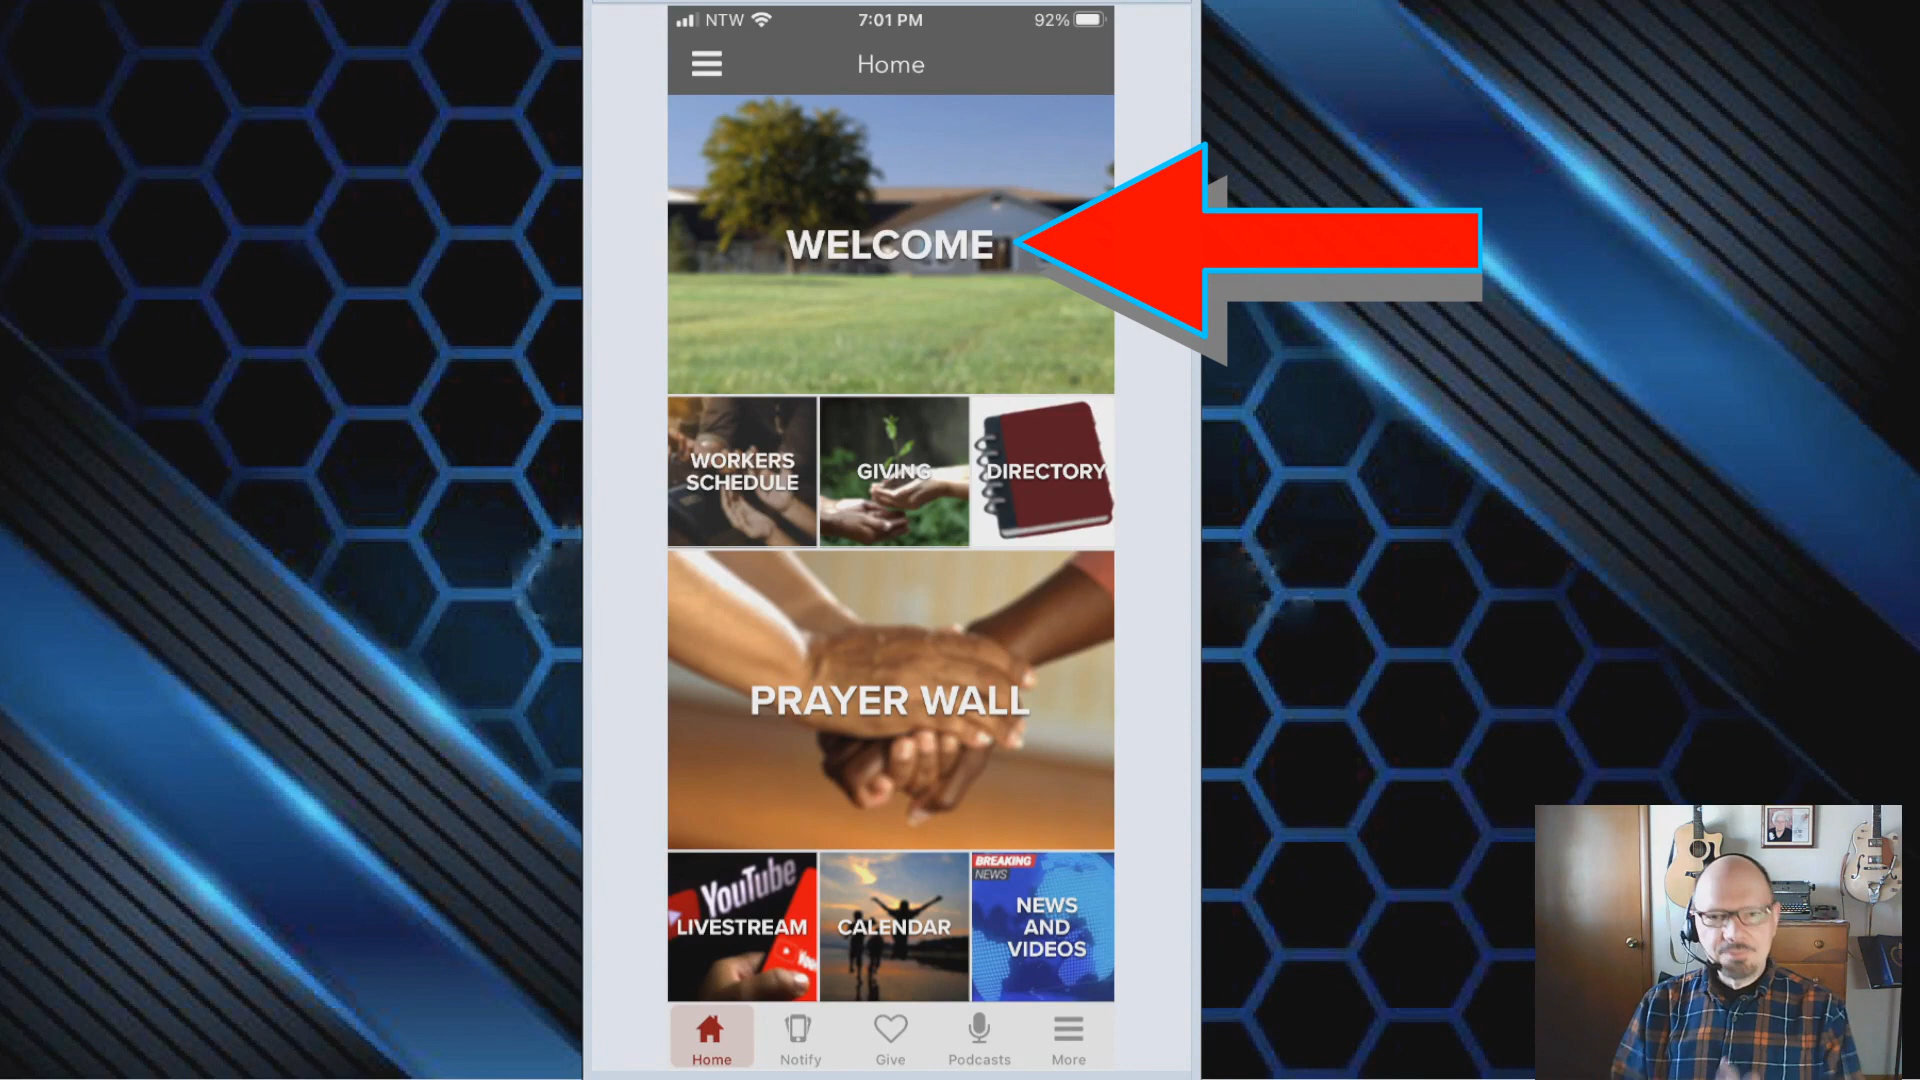 NTW
7:01 PM
92%
Home
WELCOME
WORKERS
SCHEDULE
GIVING
DIRECTORY
PRAYER WALL
YouTube
LIVESTREAM
CALENDAR
BREAKING
NEWS
NEWS
AND
VIDEOS
Home
Notify
Give
Podcasts
More